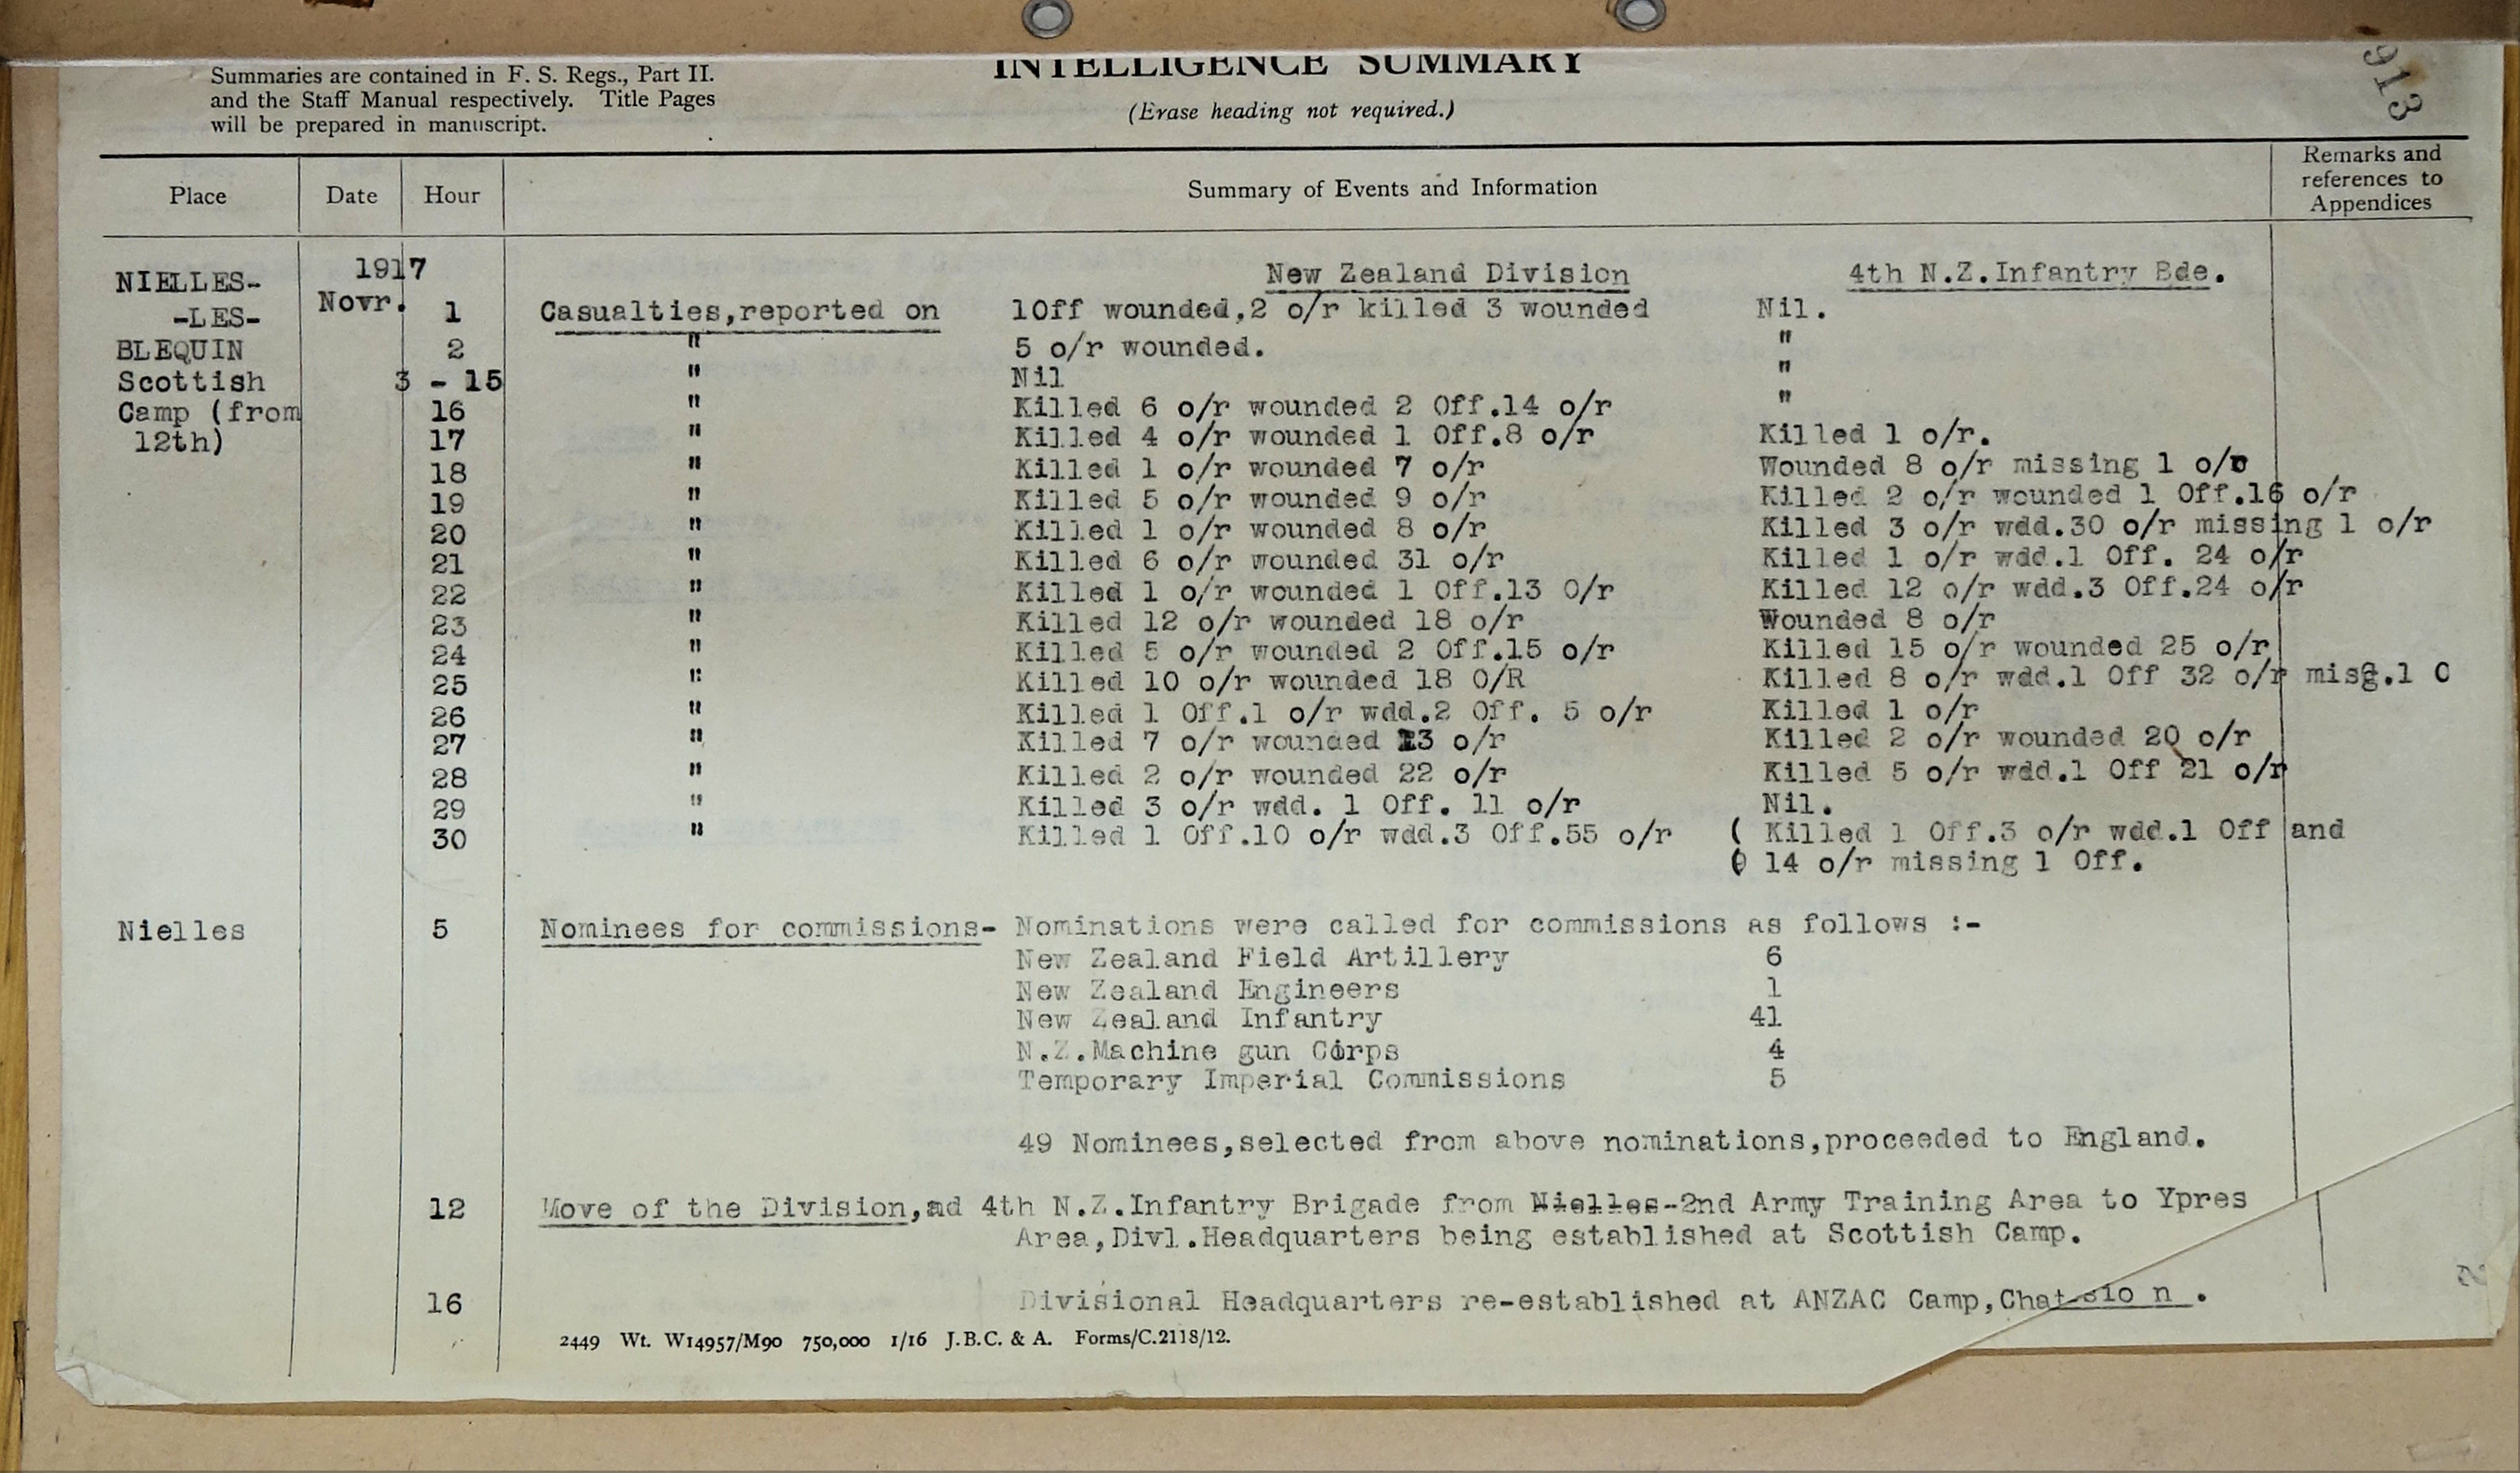 Summaries are contained in F. S. Regs., Part II.
and the Staff Manual respectively. Title Pages
will be prepared in manuscript.
INTELLIGENCE SUMMARY
(Erase heading not required.)
913
Place Date Hour Summary of Events and Information Remarks and references to Appendices
NIELLES- 1917 New Zealand Division 4th N.Z.Infantry Bde.
-LES- Novr. 1 Casualties,reported on 1Off wounded,2 o/r killed 3 wounded Nil.
BLEQUIN 2 " 5 o/r wounded. "
Scottish 3 - 15 " Nil "
Camp (from 16 " Killed 6 o/r wounded 2 Off.14 o/r "
12th) 17 " Killed 4 o/r wounded 1 Off.8 o/r Killed 1 o/r.
18 " Killed 1 o/r wounded 7 o/r Wounded 8 o/r missing 1 o/r
19 " Killed 5 o/r wounded 9 o/r Killed 2 o/r wounded 1 Off.16 o/r
20 " Killed 1 o/r wounded 8 o/r Killed 3 o/r wdd.30 o/r missing 1 o/r
21 " Killed 6 o/r wounded 31 o/r Killed 1 o/r wdd.1 Off. 24 o/r
22 " Killed 1 o/r wounded 1 Off.13 O/r Killed 12 o/r wdd.3 Off.24 o/r
23 " Killed 12 o/r wounded 18 o/r Wounded 8 o/r
24 " Killed 5 o/r wounded 2 Off.15 o/r Killed 15 o/r wounded 25 o/r
25 " Killed 10 o/r wounded 18 O/R Killed 8 o/r wdd.1 Off 32 o/r misg.1 O
26 " Killed 1 Off.1 o/r wdd.2 Off. 5 o/r Killed 1 o/r
27 " Killed 7 o/r wounded o/r Killed 2 o/r wounded 20 o/r
28 " Killed 2 o/r wounded 22 o/r Killed 5 o/r wdd.1 Off 21 o/r
29 " Killed 3 o/r wdd. 1 Off. 11 o/r Nil.
30 " Killed 1 Off.10 o/r wdd.3 Off.55 o/r ( Killed 1 Off.3 o/r wdd.1 Off and
( 14 o/r missing 1 Off.
Nielles 5 Nominees for commissions- Nominations were called for commissions as follows :-
New Zealand Field Artillery 6
New Zealand Engineers 1
New Zealand Infantry 41
N.Z.Machine gun Corps 4
Temporary Imperial Commissions 5
49 Nominees,selected from above nominations,proceeded to England.
12 Move of the Division,ad 4th N.Z.Infantry Brigade from Nielles-2nd Army Training Area to Ypres
Area,Divl.Headquarters being established at Scottish Camp.
16 Divisional Headquarters re-established at ANZAC Camp,
2449 Wt. W14957/M90 750,000 1/16 J.B.C. & A. Forms/C.2118/12.